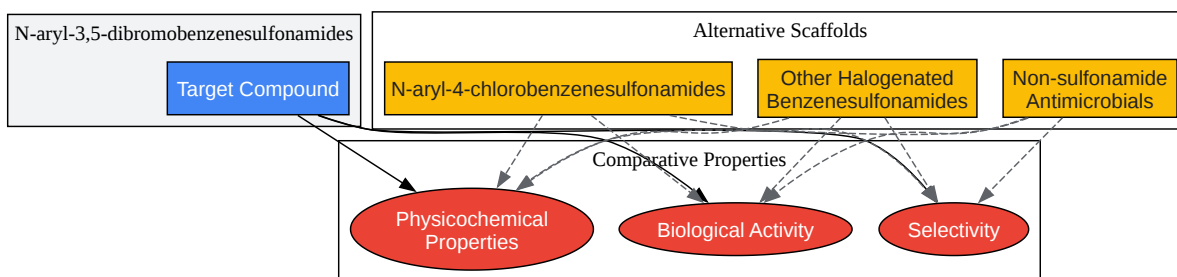 N-aryl-3,5-dibromobenzenesulfonamides
Target Compound
Alternative Scaffolds
N-aryl-4-chlorobenzenesulfonamides
Other Halogenated
Benzenesulfonamides
Non-sulfonamide
Antimicrobials
Comparative Properties
Physicochemical
Properties
Biological Activity
Selectivity